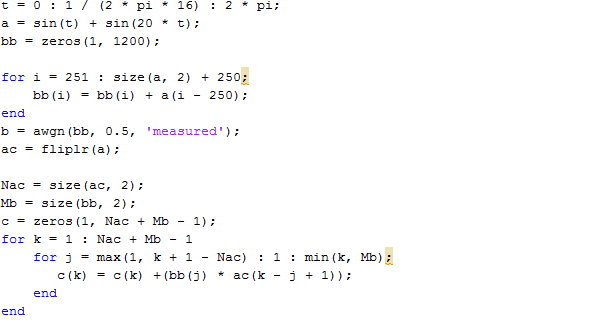 t = 0 : 1 / (2 * pi * 16) : 2 * pi;
a = sin(t) + sin(20 * t);
bb = zeros(1, 1200);
for i = 251 : size(a, 2) + 250;
bb(i) = bb(i) + a(i - 250);
end
b = awgn(bb, 0.5, 'measured');
ac = fliplr(a);
Nac = size(ac, 2);
Mb = size(bb, 2);
c = zeros(1, Nac + Mb - 1);
for k = 1 : Nac + Mb - 1
for j = max(1, k + 1 - Nac) : 1 : min(k, Mb);
c(k) = c(k) +(bb(j) * ac(k - j + 1));
end
end